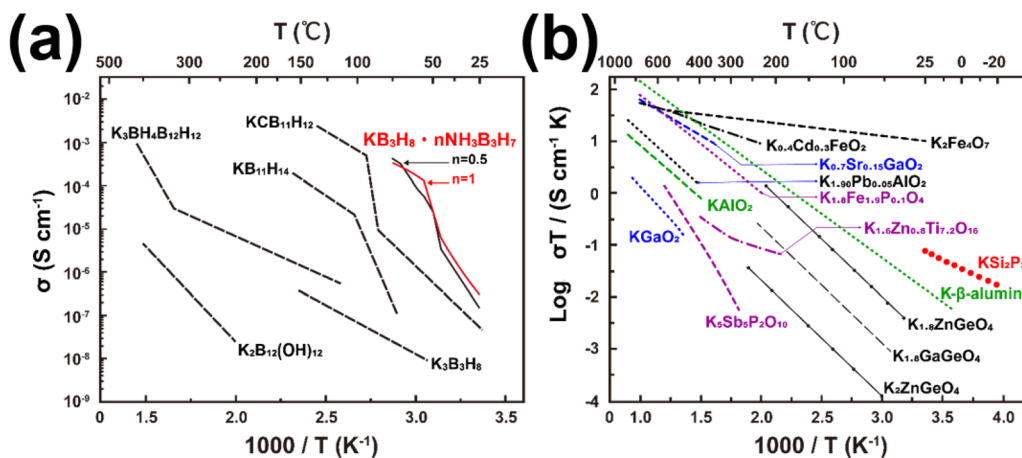 (a)
T (℃)
500 300 200 150 100 50 25
10⁻²
10⁻³
10⁻⁴
10⁻⁵
10⁻⁶
10⁻⁷
10⁻⁸
10⁻⁹
σ (S cm⁻¹)
K₃BH₄B₁₂H₁₂
KCB₁₁H₁₂
KB₁₁H₁₄
KB₃H₈・nNH₃B₃H₇
n=0.5
n=1
K₂B₁₂(OH)₁₂
K₃B₃H₈
0 1.5 2.0 2.5 3.0 3.5
1000 / T (K⁻¹)
(b)
T (℃)
1000 600 400 300 200 100 25 0 -20
2
1
0
-1
-2
-4
Log σT / (S cm⁻¹ K)
K₂Fe₄O₇
K₀.₄Cd₀.₃FeO₂
K₀.₇Sr₀.₁₅GaO₂
K₁.₉₀Pb₀.₀₅AlO₂
K₁.₈Fe₁.₉P₀.₁O₄
KAlO₂
K₁.₆Zn₀.₈Ti₇.₂O₁₆
KGaO₂
KSi₂P
K-β-alumin
K₅Sb₅P₂O₁₀
K₁.₈ZnGeO₄
K₁.₈GaGeO₄
K₂ZnGeO₄
0 1.0 1.5 2.0 2.5 3.0 3.5 4.0
1000 / T (K⁻¹)